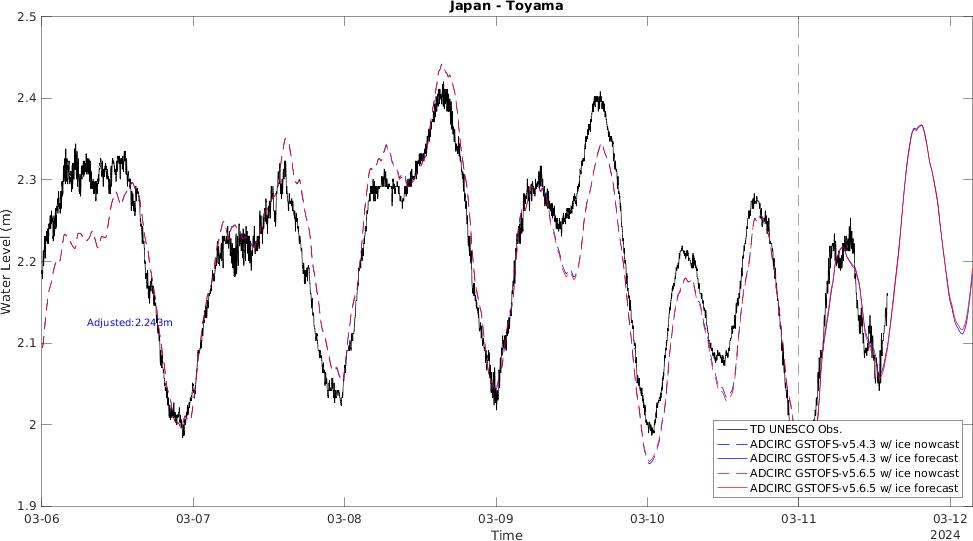 Japan - Toyama
2.5
2.4
2.3
2.2
2.1
2
1.9
Water Level (m)
Adjusted:2.243m
TD UNESCO Obs.
ADCIRC GSTOFS-v5.4.3 w/ ice nowcast
ADCIRC GSTOFS-v5.4.3 w/ ice forecast
ADCIRC GSTOFS-v5.6.5 w/ ice nowcast
ADCIRC GSTOFS-v5.6.5 w/ ice forecast
03-06 03-07 03-08 03-09 03-10 03-11 03-12
Time
2024